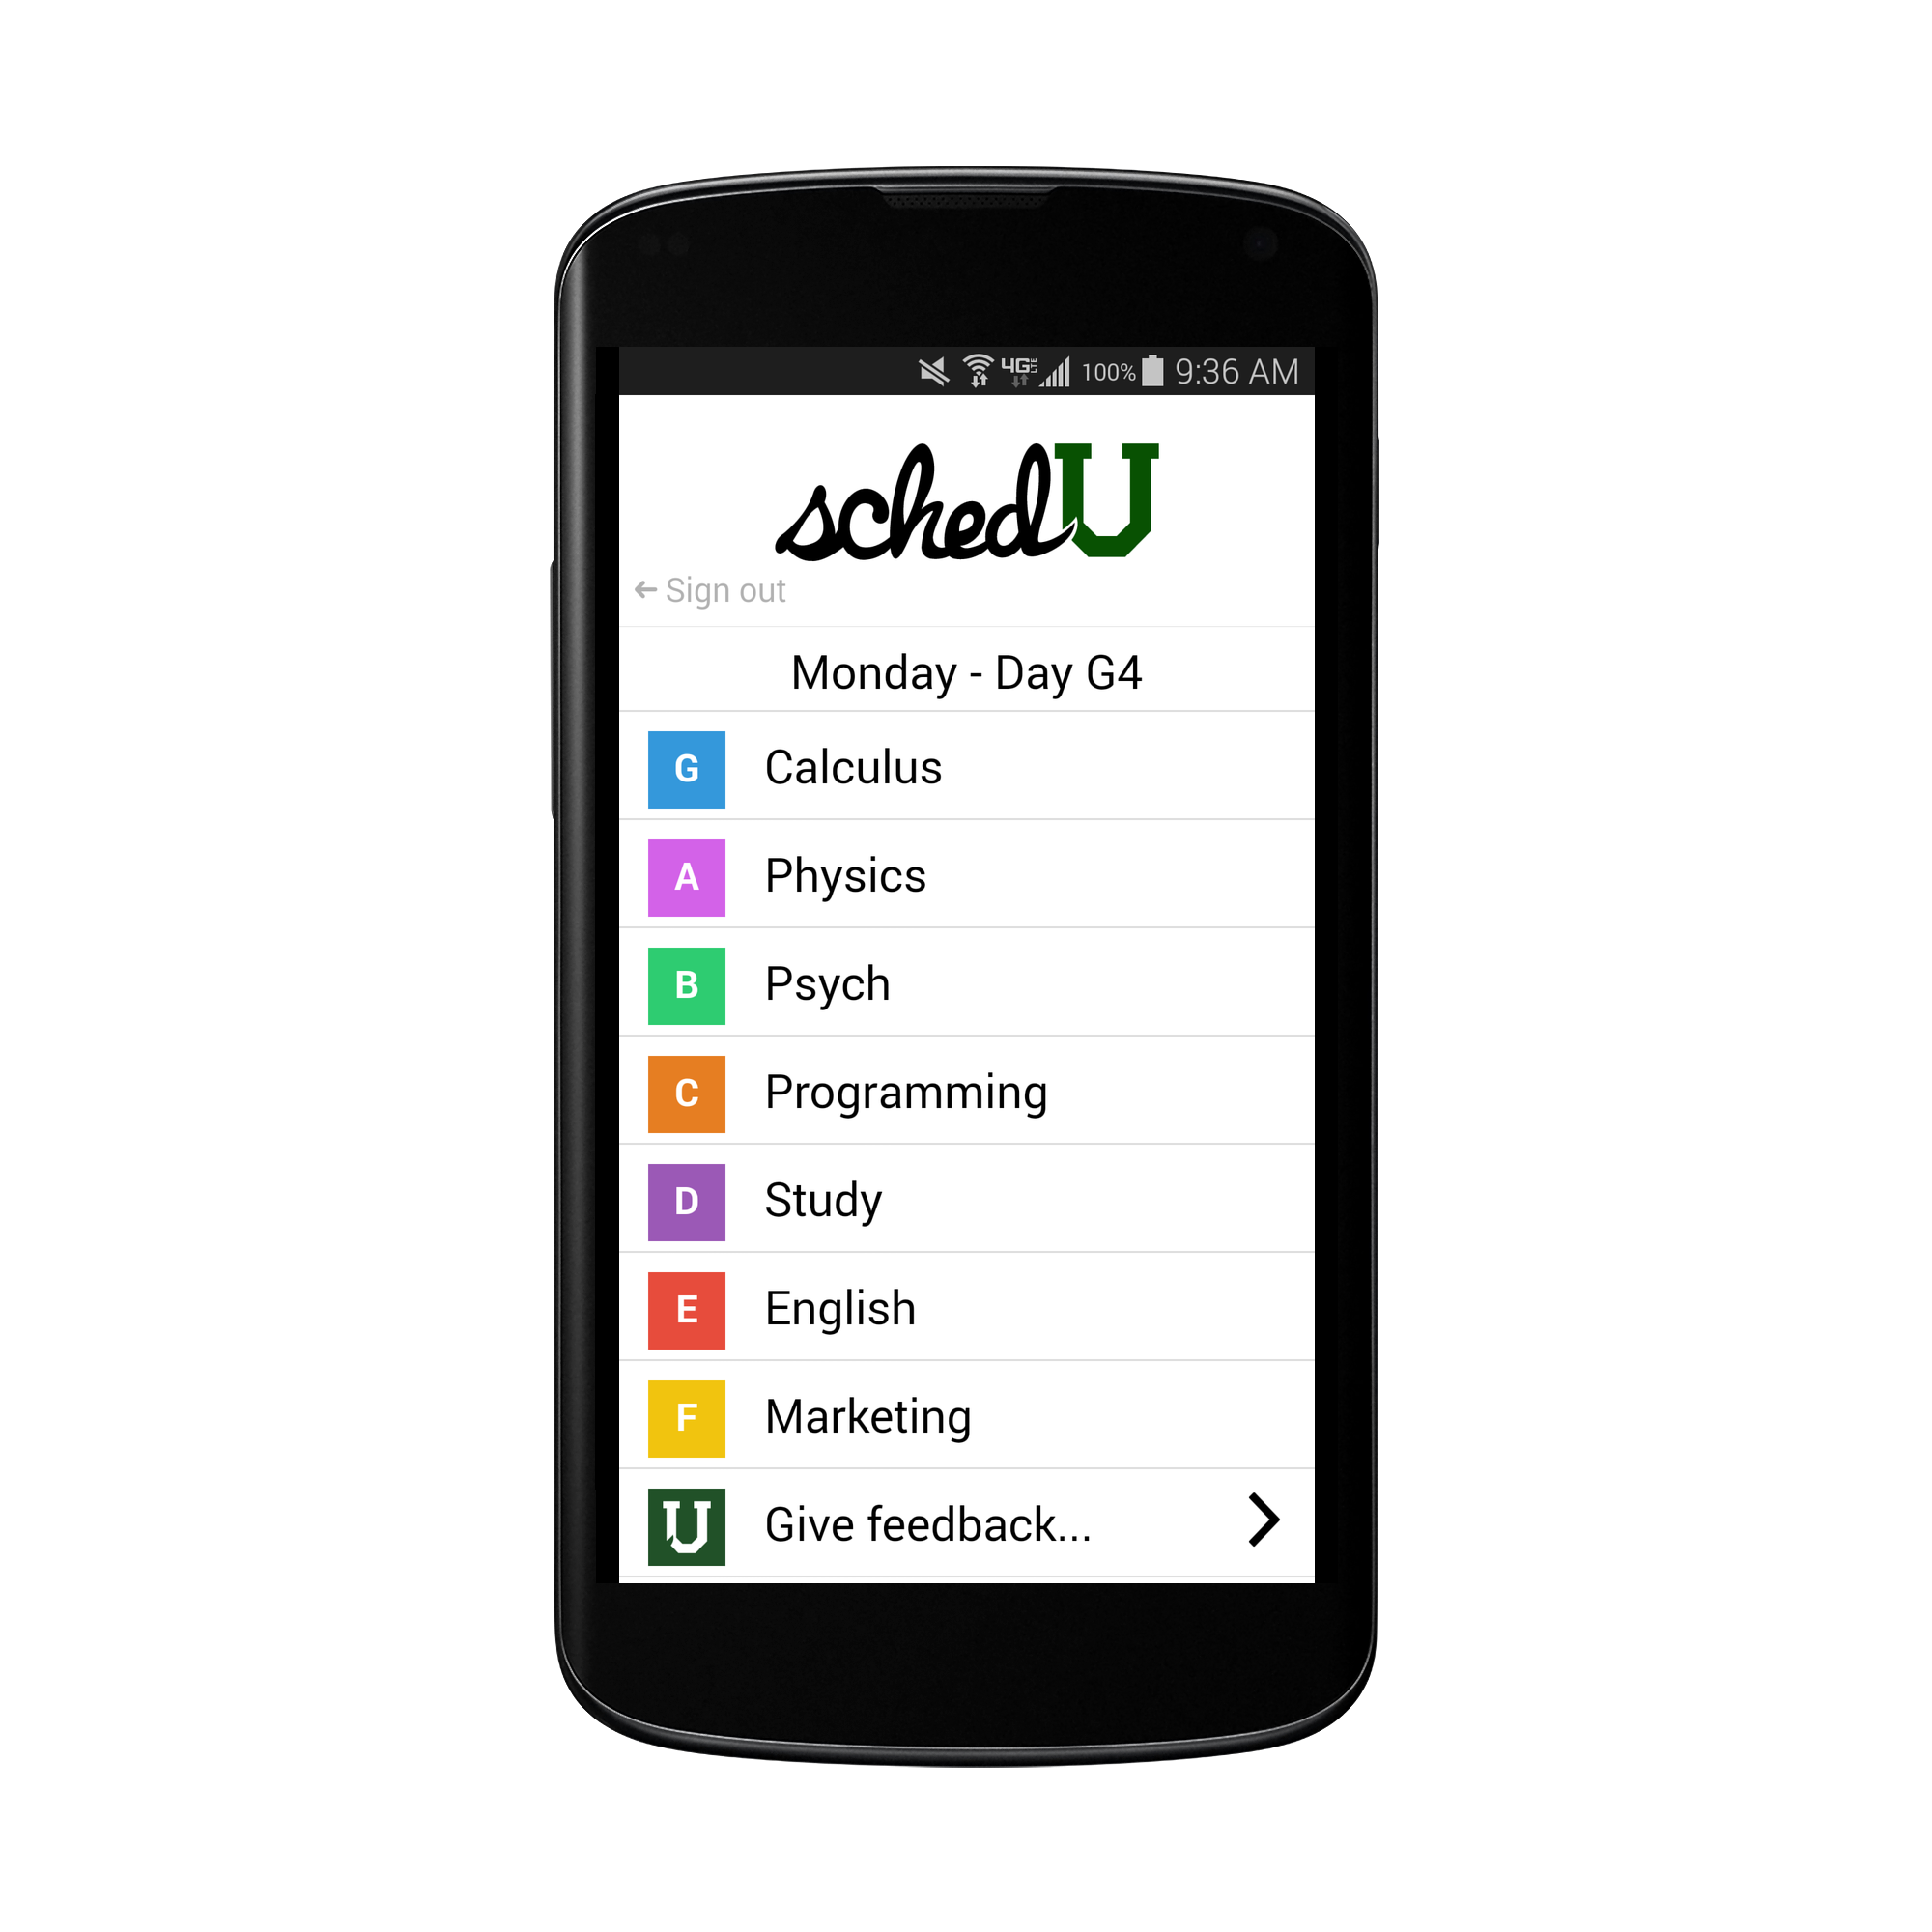 4G LTE 100% 9:36 AM
schedU
← Sign out
Monday - Day G4
G Calculus
A Physics
B Psych
C Programming
D Study
E English
F Marketing
U Give feedback...